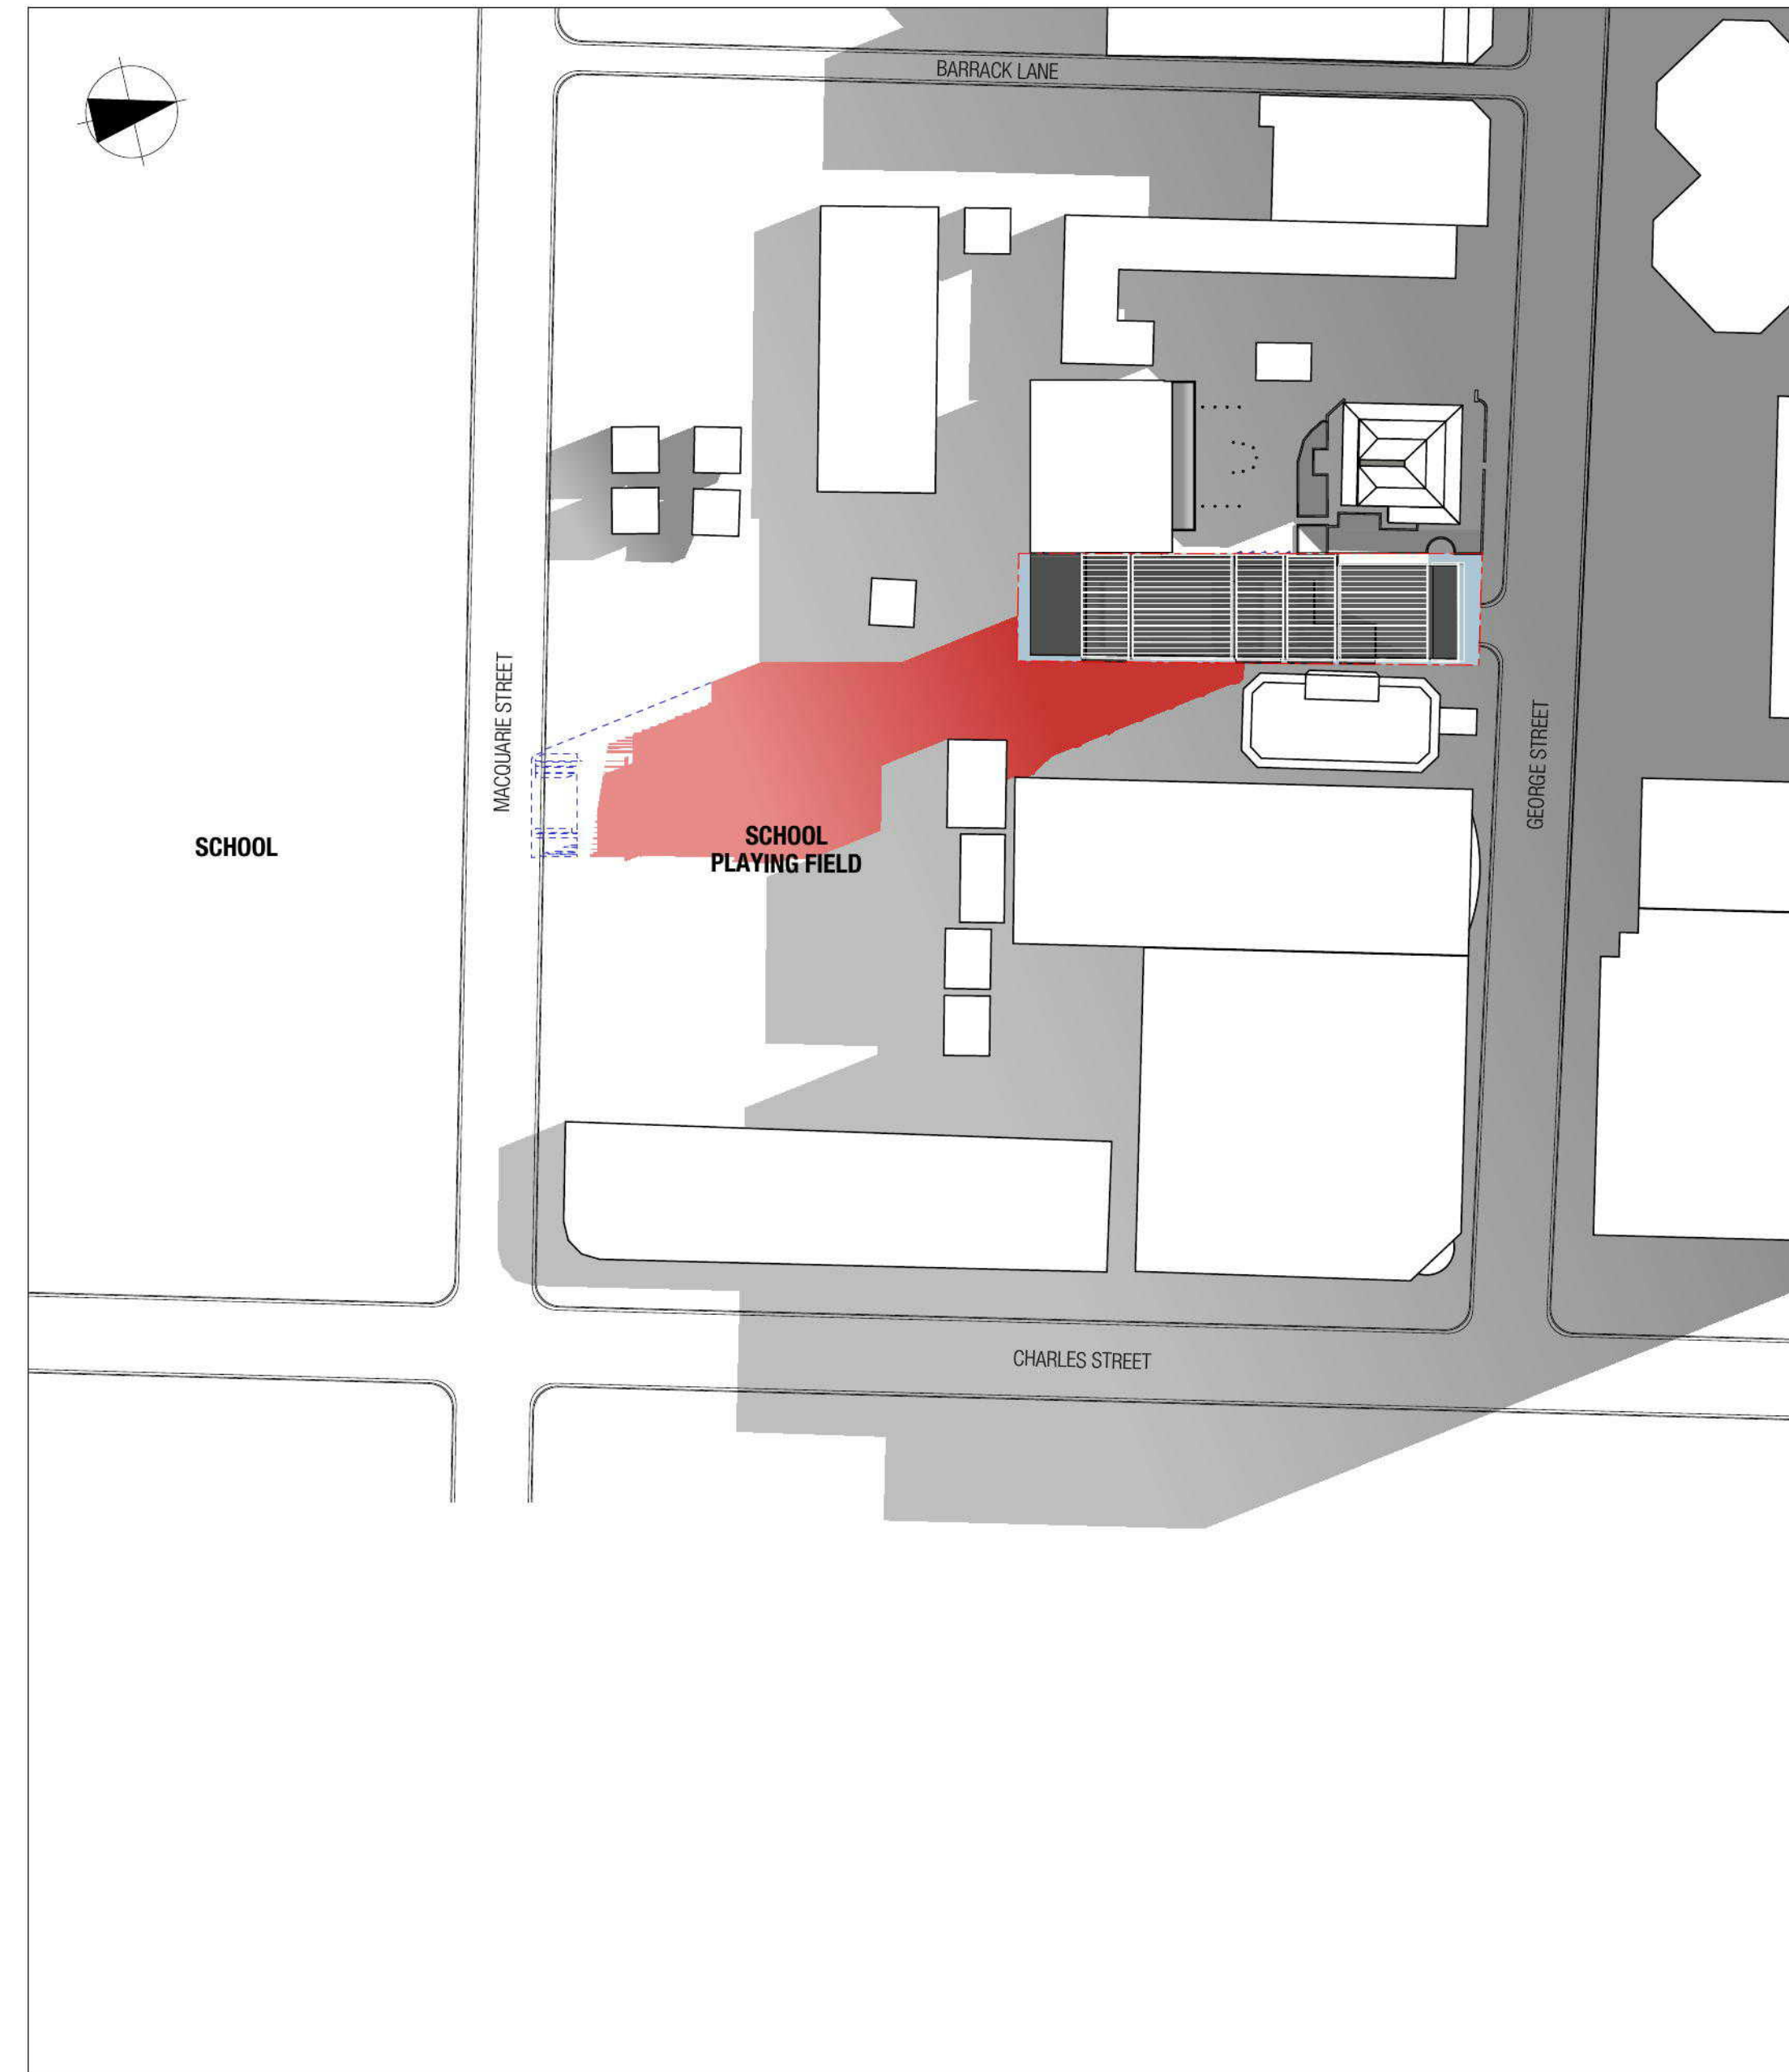 BARRACK LANE
MACQUARIE STREET
GEORGE STREET
SCHOOL
SCHOOL
PLAYING FIELD
CHARLES STREET